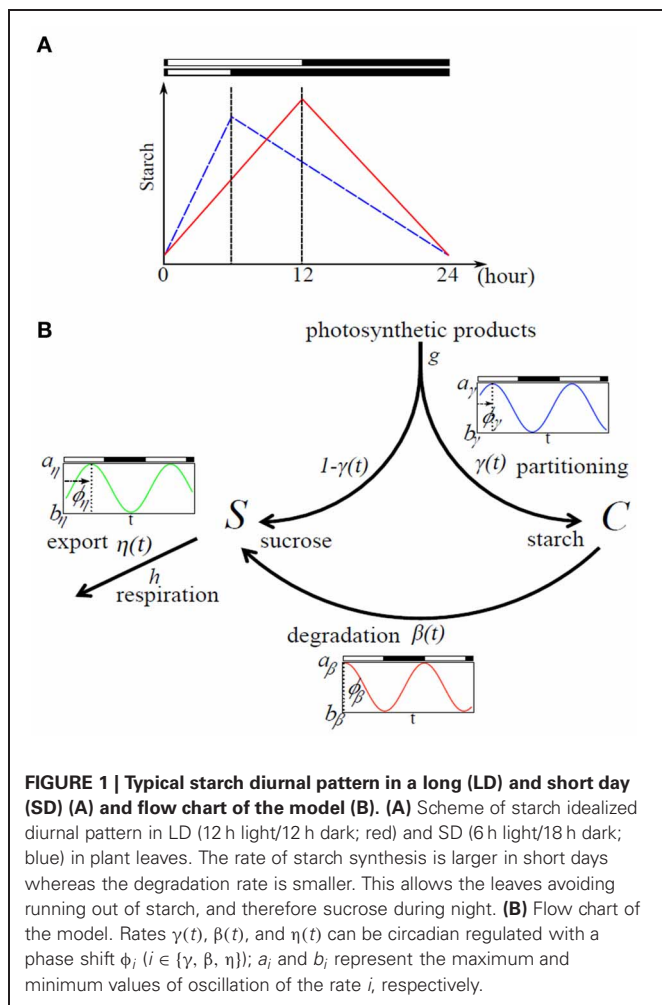 A
Starch
0
12
24
(hour)
B
photosynthetic products
g
aγ
bγ
ϕγ
t
1-γ(t)
γ(t) partitioning
aη
bη
ϕη
t
S
C
sucrose
starch
export η(t)
h
respiration
degradation β(t)
aβ
bβ
ϕβ
t
FIGURE 1 | Typical starch diurnal pattern in a long (LD) and short day
(SD) (A) and flow chart of the model (B). (A) Scheme of starch idealized
diurnal pattern in LD (12 h light/12 h dark; red) and SD (6 h light/18 h dark;
blue) in plant leaves. The rate of starch synthesis is larger in short days
whereas the degradation rate is smaller. This allows the leaves avoiding
running out of starch, and therefore sucrose during night. (B) Flow chart of
the model. Rates γ(t), β(t), and η(t) can be circadian regulated with a
phase shift ϕi (i ∈ {γ, β, η}); ai and bi represent the maximum and
minimum values of oscillation of the rate i, respectively.